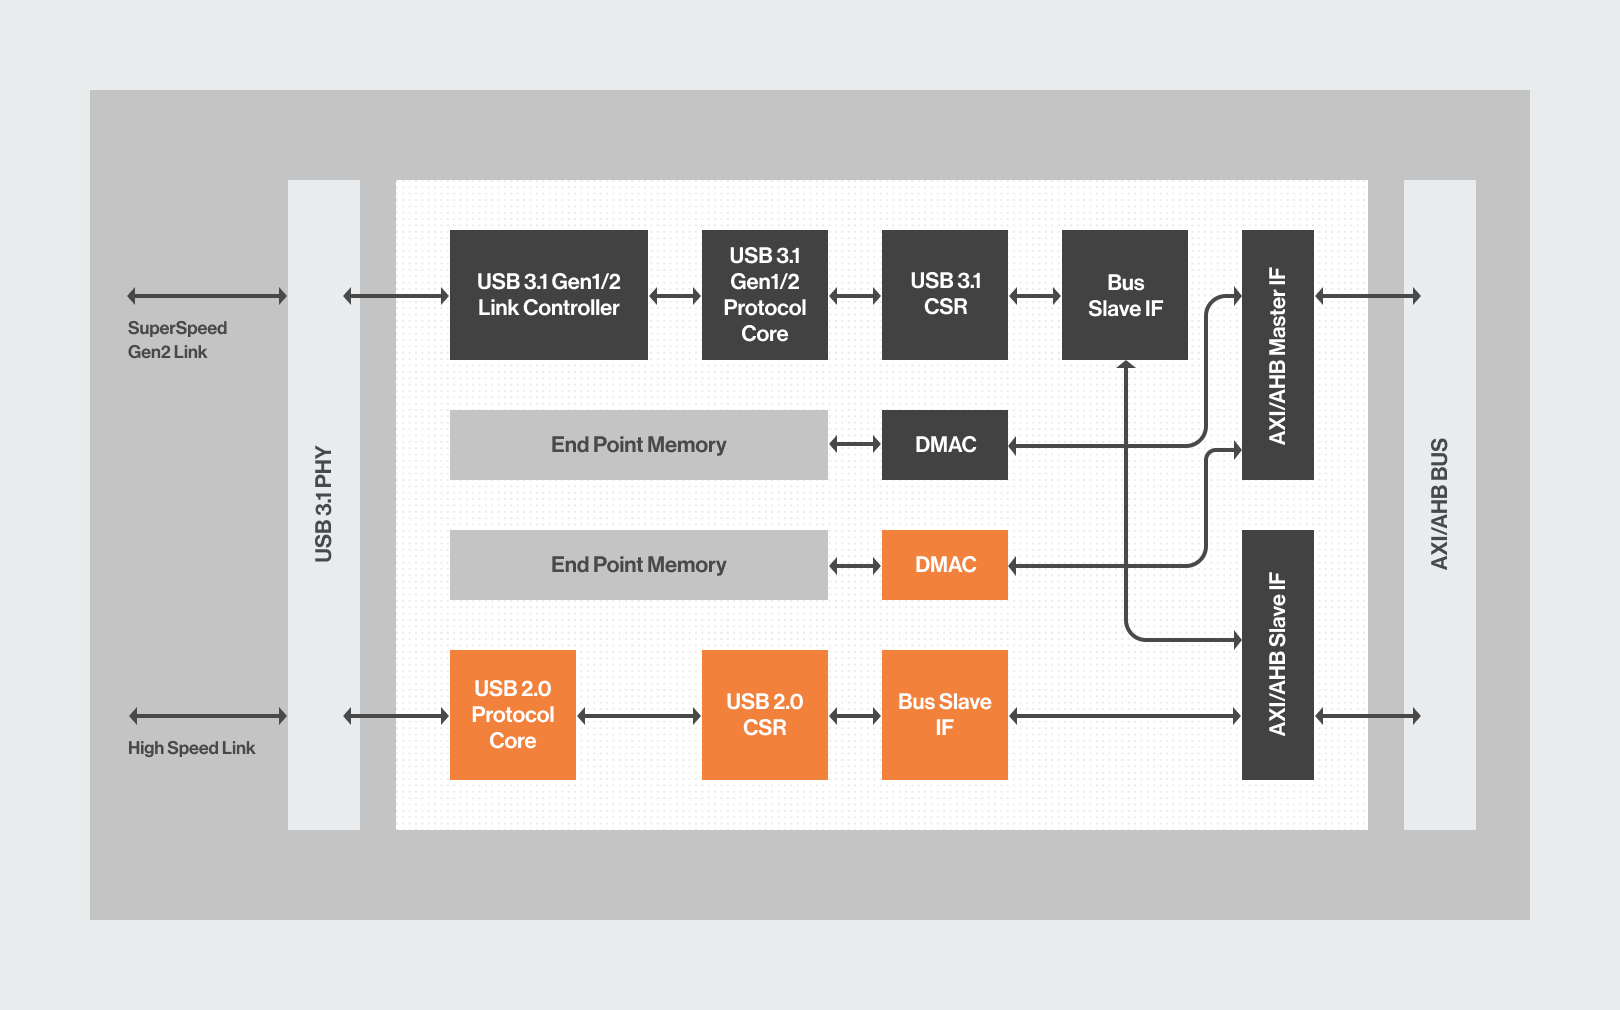 SuperSpeed
Gen2 Link
High Speed Link
USB 3.1 PHY
USB 3.1 Gen1/2
Link Controller
USB 3.1
Gen1/2
Protocol
Core
USB 3.1
CSR
Bus
Slave IF
AXI/AHB Master IF
End Point Memory
DMAC
End Point Memory
DMAC
USB 2.0
Protocol
Core
USB 2.0
CSR
Bus Slave
IF
AXI/AHB Slave IF
AXI/AHB BUS